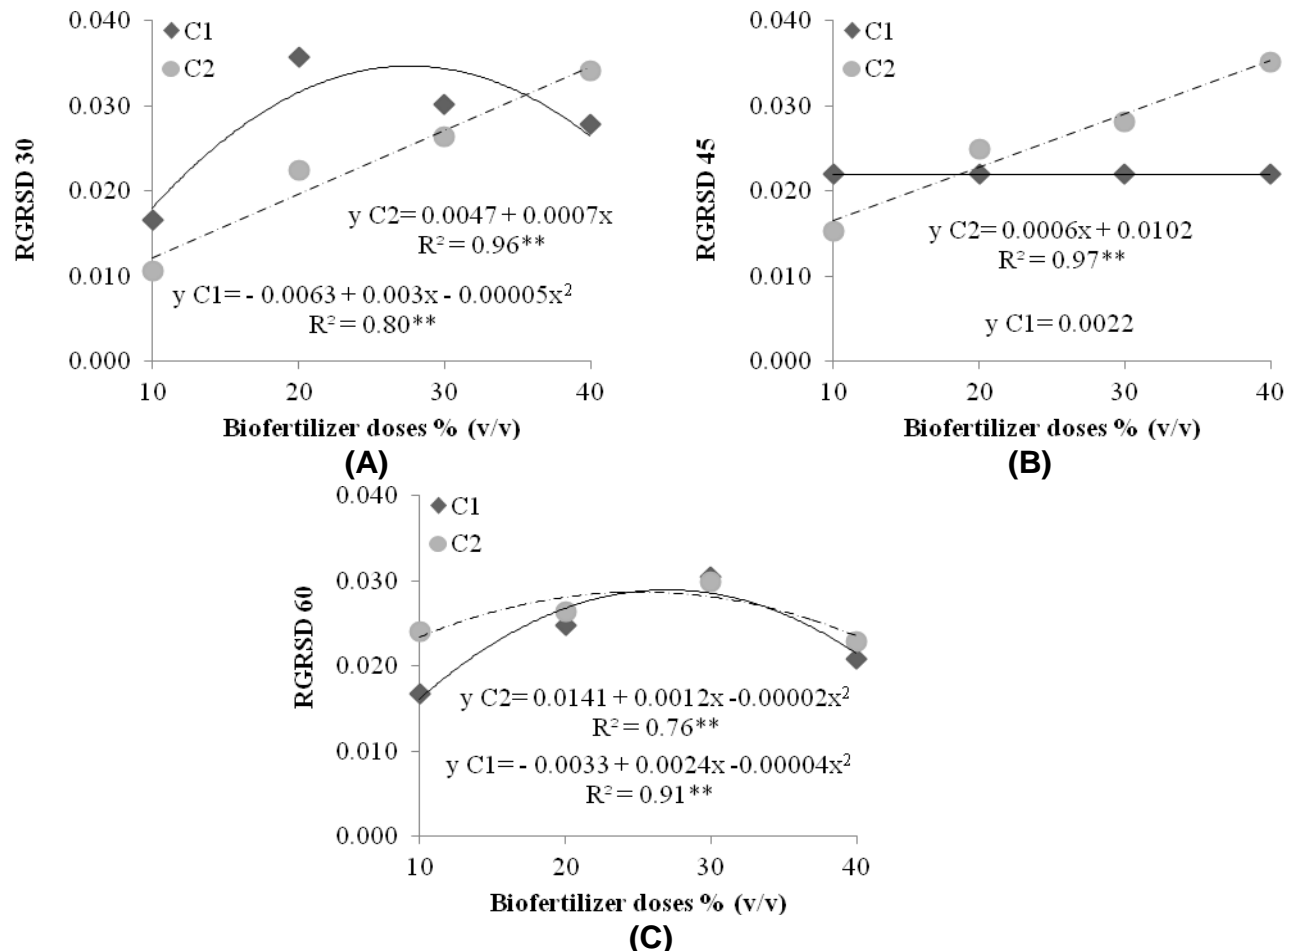 0.040
C1
C2
0.030
0.020
0.010
0.000
RGRSD 30
y C2= 0.0047 + 0.0007x
R² = 0.96**
y C1= - 0.0063 + 0.003x - 0.00005x²
R² = 0.80**
10 20 30 40
Biofertilizer doses % (v/v)
(A)
0.040
C1
C2
0.030
0.020
0.010
0.000
RGRSD 45
y C2= 0.0006x + 0.0102
R² = 0.97**
y C1= 0.0022
10 20 30 40
Biofertilizer doses % (v/v)
(B)
0.040
C1
C2
0.030
0.020
0.010
0.000
RGRSD 60
y C2= 0.0141 + 0.0012x -0.00002x²
R² = 0.76**
y C1= - 0.0033 + 0.0024x -0.00004x²
R² = 0.91**
10 20 30 40
Biofertilizer doses % (v/v)
(C)